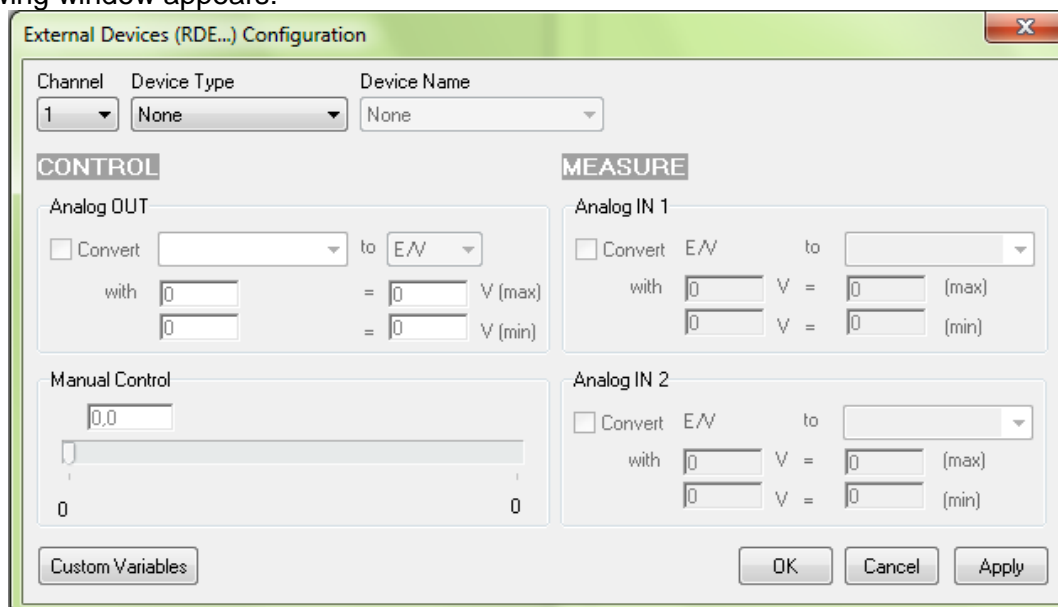 wing window appears:
External Devices (RDE...) Configuration
Channel Device Type Device Name
1 None None
CONTROL MEASURE
Analog OUT Analog IN 1
Convert to E/V Convert E/V to
with 0 = 0 V (max) with 0 V = 0 (max)
0 = 0 V (min) 0 V = 0 (min)
Manual Control Analog IN 2
0,0 Convert E/V to
with 0 V = 0 (max)
0 0 0 V = 0 (min)
Custom Variables OK Cancel Apply